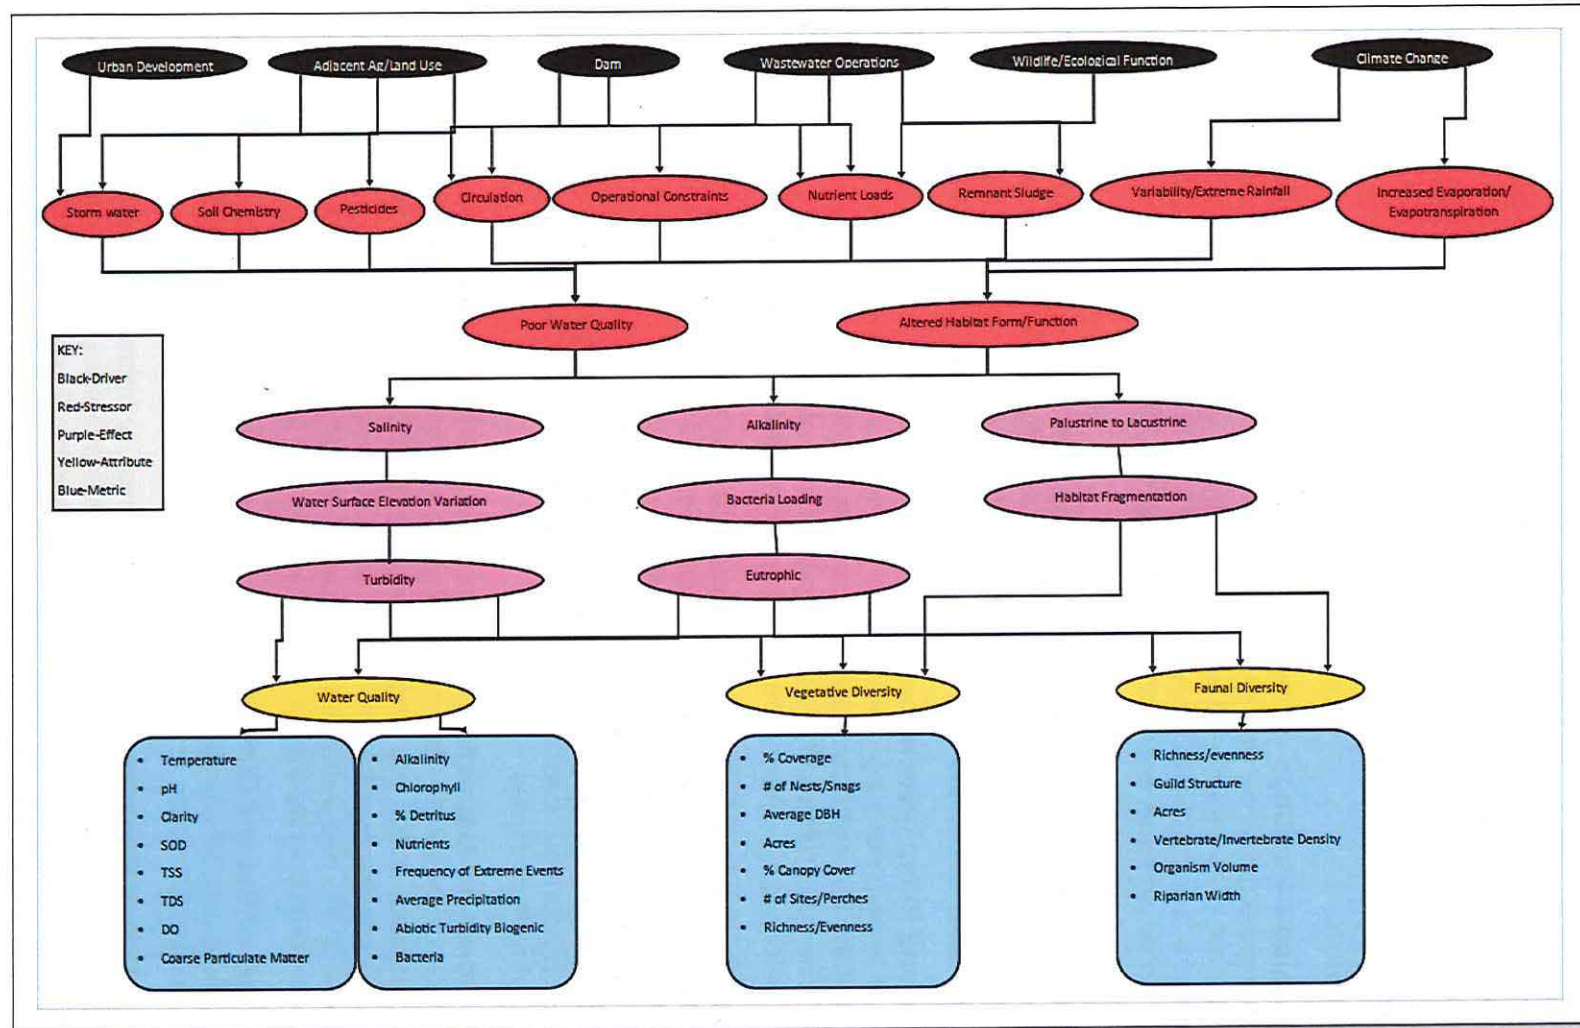 Urban Development
Adjacent Ag/Land Use
Dam
Wastewater Operations
Wildlife/Ecological Function
Climate Change
Storm water
Soil Chemistry
Pesticides
Circulation
Operational Constraints
Nutrient Loads
Remnant Sludge
Variability/Extreme Rainfall
Increased Evaporation/
Evapotranspiration
Poor Water Quality
Altered Habitat Form/Function
KEY:
Black-Driver
Red-Stressor
Purple-Effect
Yellow-Attribute
Blue-Metric
Salinity
Alkalinity
Palustrine to Lacustrine
Water Surface Elevation Variation
Bacteria Loading
Habitat Fragmentation
Turbidity
Eutrophic
Water Quality
Vegetative Diversity
Faunal Diversity
• Temperature
• pH
• Clarity
• SOD
• TSS
• TDS
• DO
• Coarse Particulate Matter
• Alkalinity
• Chlorophyll
• % Detritus
• Nutrients
• Frequency of Extreme Events
• Average Precipitation
• Abiotic Turbidity Biogenic
• Bacteria
• % Coverage
• # of Nests/Snags
• Average DBH
• Acres
• % Canopy Cover
• # of Sites/Perches
• Richness/Evenness
• Richness/evenness
• Guild Structure
• Acres
• Vertebrate/Invertebrate Density
• Organism Volume
• Riparian Width